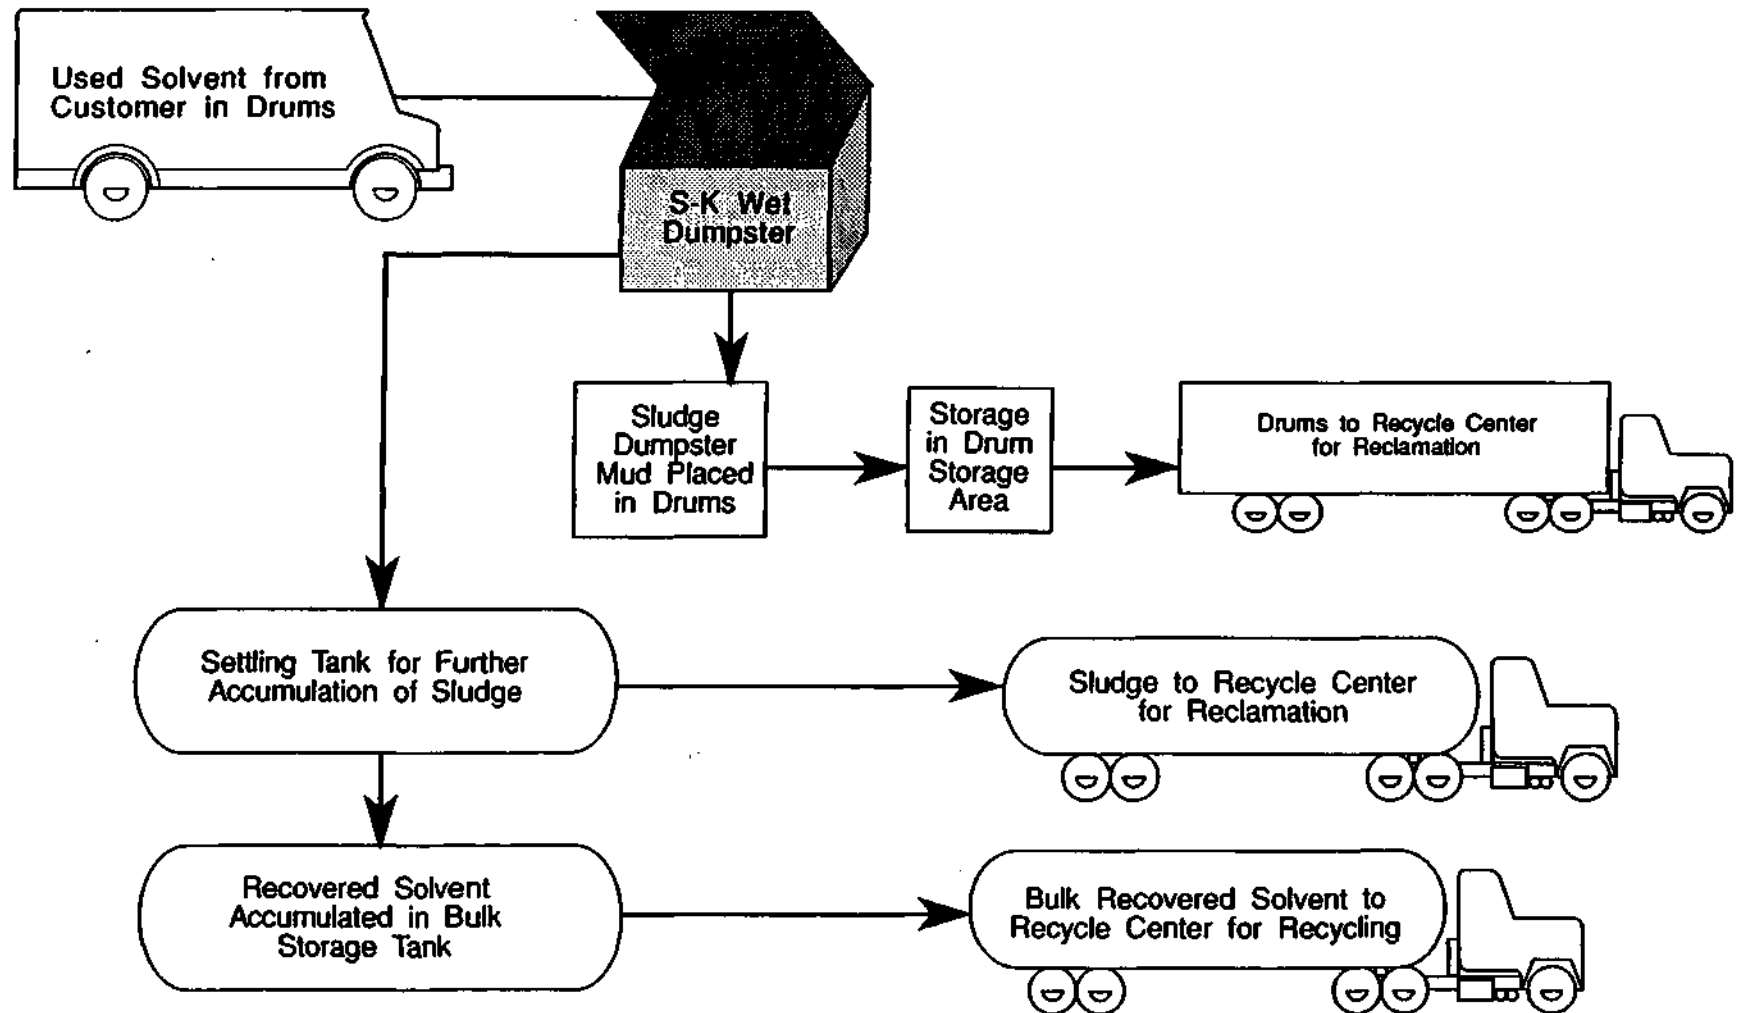 Used Solvent from
Customer in Drums
S-K Wet
Dumpster
Sludge
Dumpster
Mud Placed
in Drums
Storage
in Drum
Storage
Area
Drums to Recycle Center
for Reclamation
Settling Tank for Further
Accumulation of Sludge
Sludge to Recycle Center
for Reclamation
Recovered Solvent
Accumulated in Bulk
Storage Tank
Bulk Recovered Solvent to
Recycle Center for Recycling